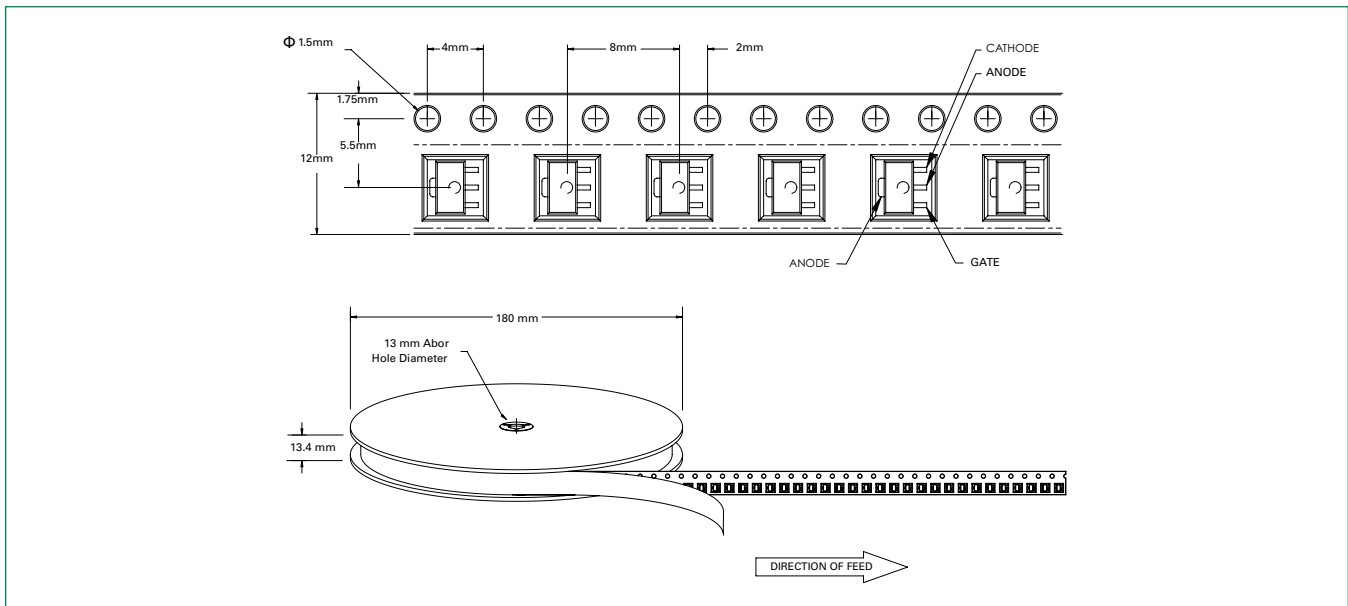 Φ 1.5mm
4mm
8mm
2mm
CATHODE
ANODE
1.75mm
5.5mm
12mm
ANODE
GATE
180 mm
13 mm Abor
Hole Diameter
13.4 mm
DIRECTION OF FEED